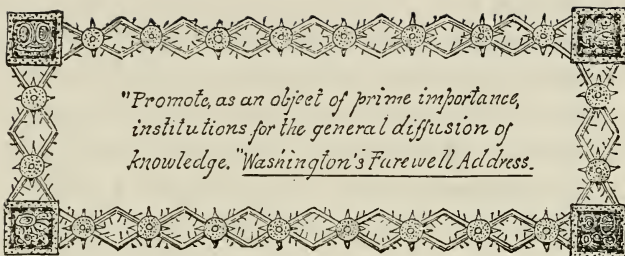 "Promote, as an object of prime importance,
institutions for the general diffusion of
knowledge." Washington's Farewell Address.